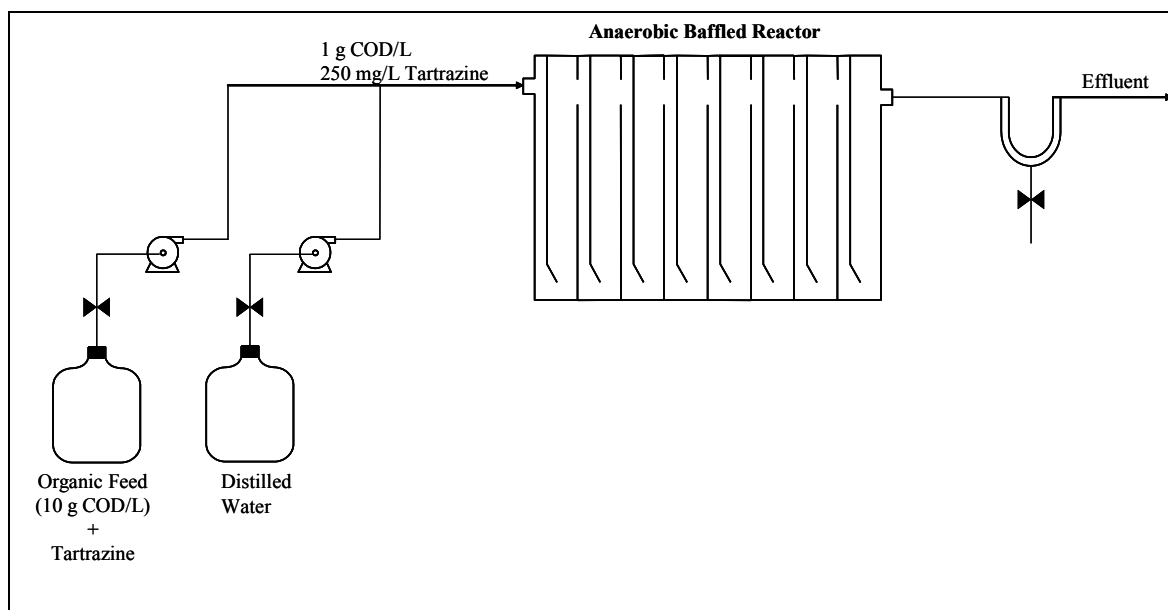 Anaerobic Baffled Reactor
1 g COD/L
250 mg/L Tartrazine
Effluent
Organic Feed
(10 g COD/L)
+
Tartrazine
Distilled
Water